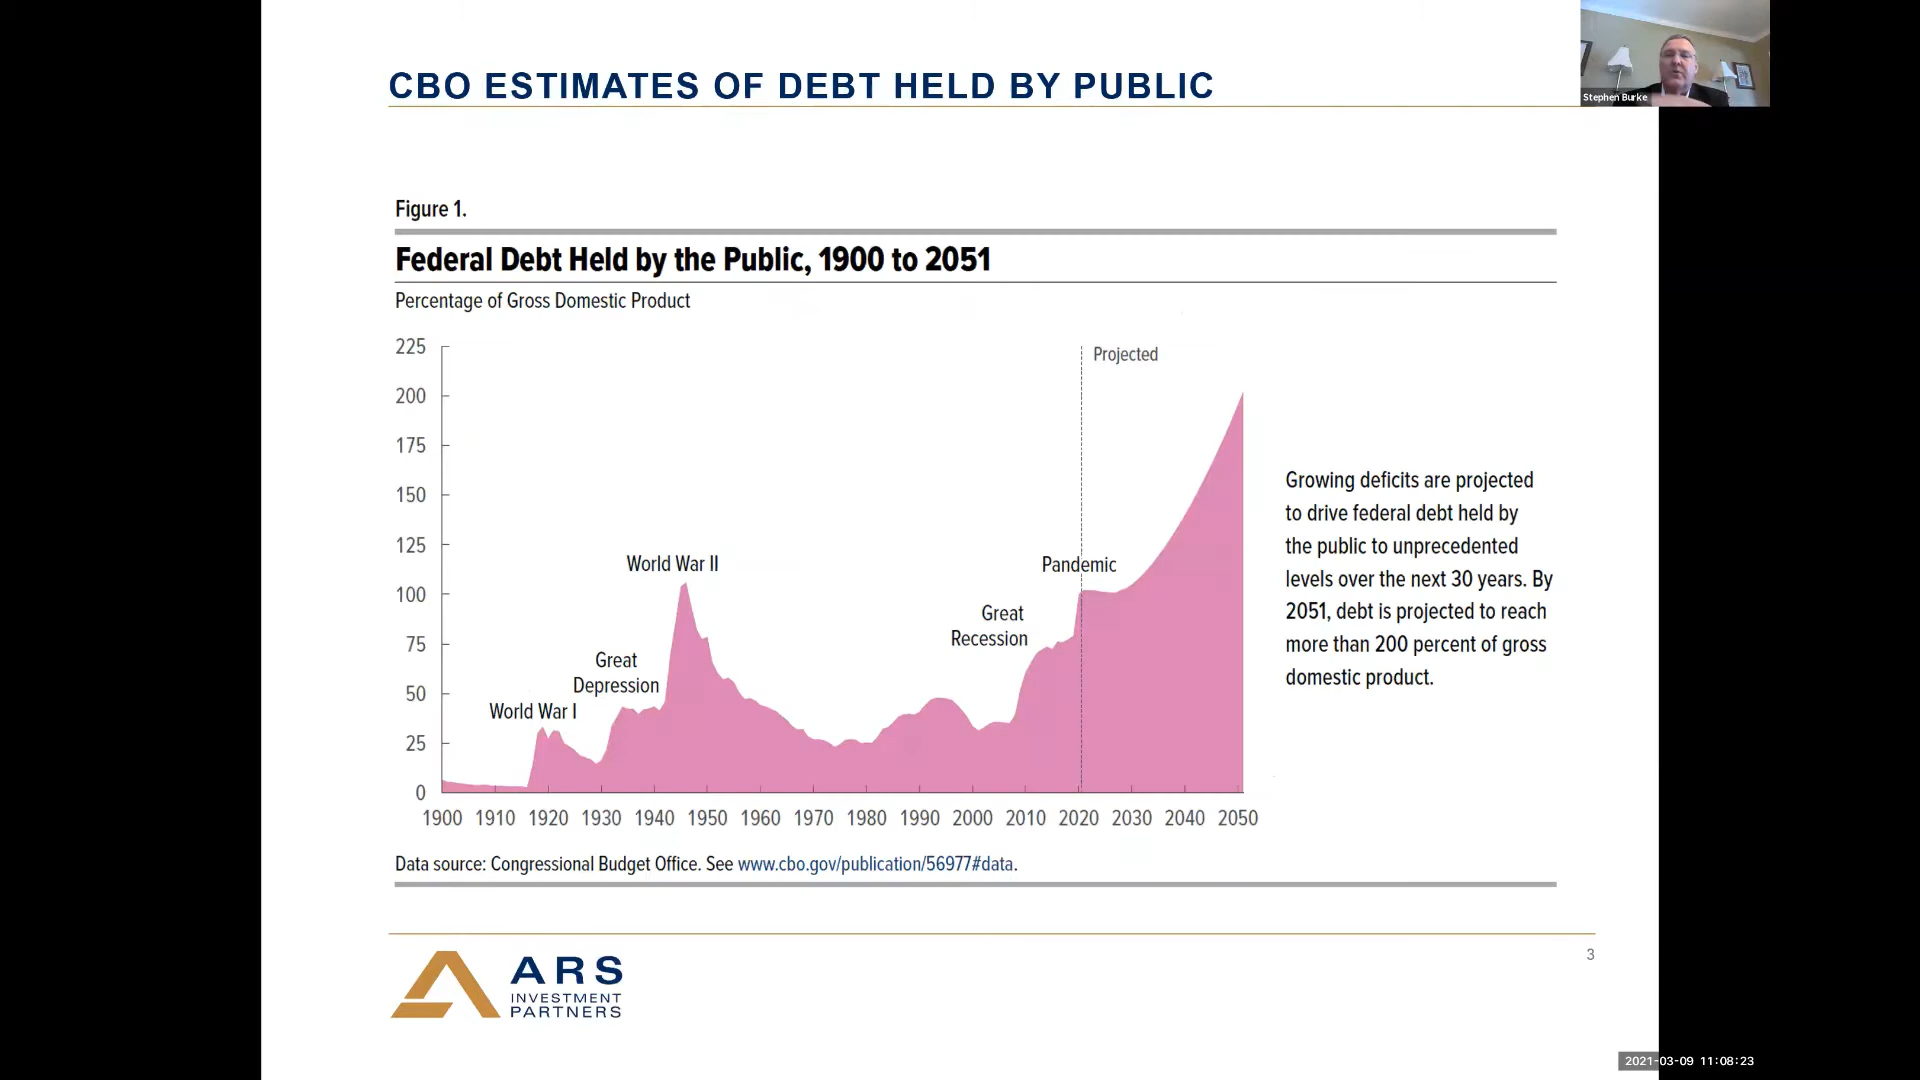 CBO ESTIMATES OF DEBT HELD BY PUBLIC
Stephen Burke
Figure 1.
Federal Debt Held by the Public, 1900 to 2051
Percentage of Gross Domestic Product
225
200
175
150
125
100
75
50
25
0
Projected
World War I
Great
Depression
World War II
Great
Recession
Pandemic
1900 1910 1920 1930 1940 1950 1960 1970 1980 1990 2000 2010 2020 2030 2040 2050
Growing deficits are projected
to drive federal debt held by
the public to unprecedented
levels over the next 30 years. By
2051, debt is projected to reach
more than 200 percent of gross
domestic product.
Data source: Congressional Budget Office. See www.cbo.gov/publication/56977#data.
3
ARS
INVESTMENT
PARTNERS
2021-03-09 11:08:23